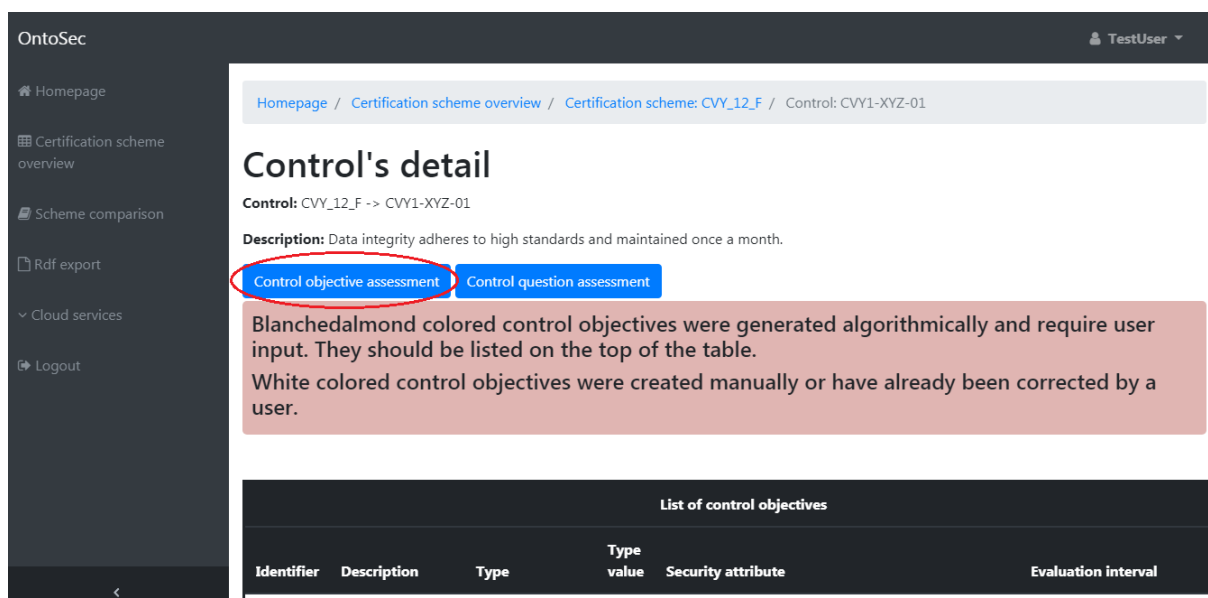 OntoSec
TestUser
Homepage
Certification scheme
overview
Scheme comparison
Rdf export
Cloud services
Logout
Homepage / Certification scheme overview / Certification scheme: CVY_12_F / Control: CVY1-XYZ-01
Control's detail
Control: CVY_12_F -> CVY1-XYZ-01
Description: Data integrity adheres to high standards and maintained once a month.
Control objective assessment Control question assessment
Blanchedalmond colored control objectives were generated algorithmically and require user
input. They should be listed on the top of the table.
White colored control objectives were created manually or have already been corrected by a
user.
List of control objectives
Identifier Description Type Type value Security attribute Evaluation interval